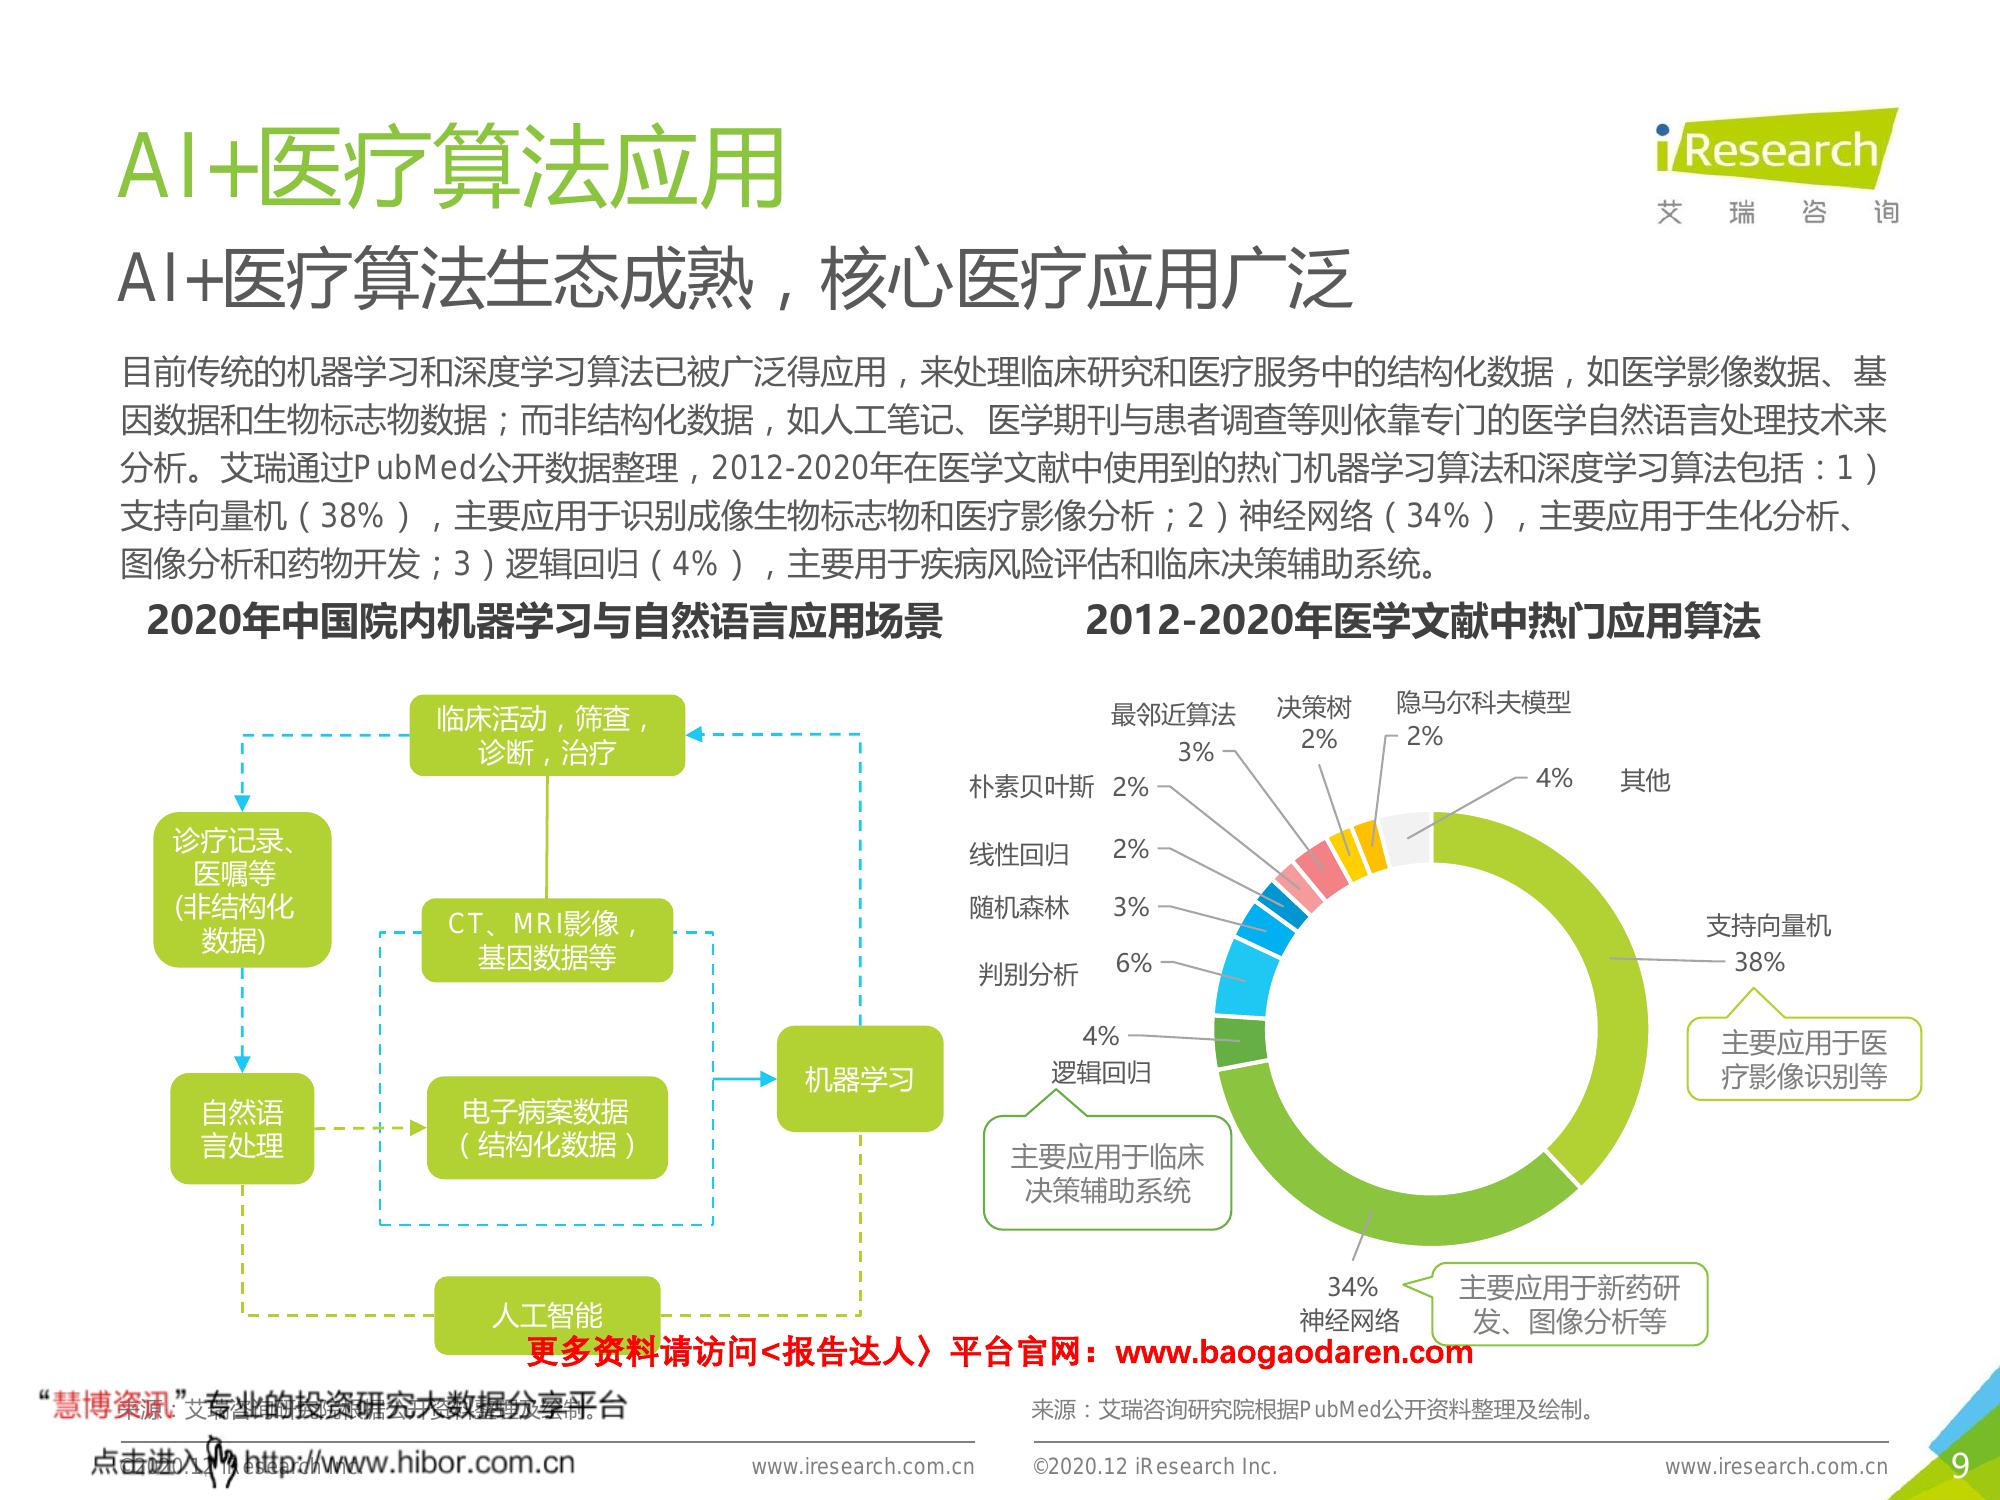 AI+医疗算法应用
iResearch
艾瑞咨询
AI+医疗算法生态成熟，核心医疗应用广泛
目前传统的机器学习和深度学习算法已被广泛得应用，来处理临床研究和医疗服务中的结构化数据，如医学影像数据、基
因数据和生物标志物数据；而非结构化数据，如人工笔记、医学期刊与患者调查等则依靠专门的医学自然语言处理技术来
分析。艾瑞通过PubMed公开数据整理，2012-2020年在医学文献中使用到的热门机器学习算法和深度学习算法包括：1）
支持向量机（38%），主要应用于识别成像生物标志物和医疗影像分析；2）神经网络（34%），主要应用于生化分析、
图像分析和药物开发；3）逻辑回归（4%），主要用于疾病风险评估和临床决策辅助系统。
2020年中国院内机器学习与自然语言应用场景
临床活动，筛查，
诊断，治疗
诊疗记录、
医嘱等
(非结构化
数据)
CT、MRI影像，
基因数据等
机器学习
自然语
言处理
电子病案数据
（结构化数据）
人工智能
2012-2020年医学文献中热门应用算法
最邻近算法
3%
决策树
2%
隐马尔科夫模型
2%
朴素贝叶斯 2%
4% 其他
线性回归 2%
随机森林 3%
判别分析 6%
支持向量机
38%
主要应用于医
疗影像识别等
4%
逻辑回归
主要应用于临床
决策辅助系统
34%
神经网络
主要应用于新药研
发、图像分析等
更多资料请访问<报告达人〉平台官网：www.baogaodaren.com
“慧博资讯”专业的投资研究大数据分享平台
来源：艾瑞咨询研究院根据公开资料整理及绘制。
点击进入 http://www.hibor.com.cn
©2020.12 iResearch Inc.
www.iresearch.com.cn
来源：艾瑞咨询研究院根据PubMed公开资料整理及绘制。
©2020.12 iResearch Inc.
www.iresearch.com.cn
9